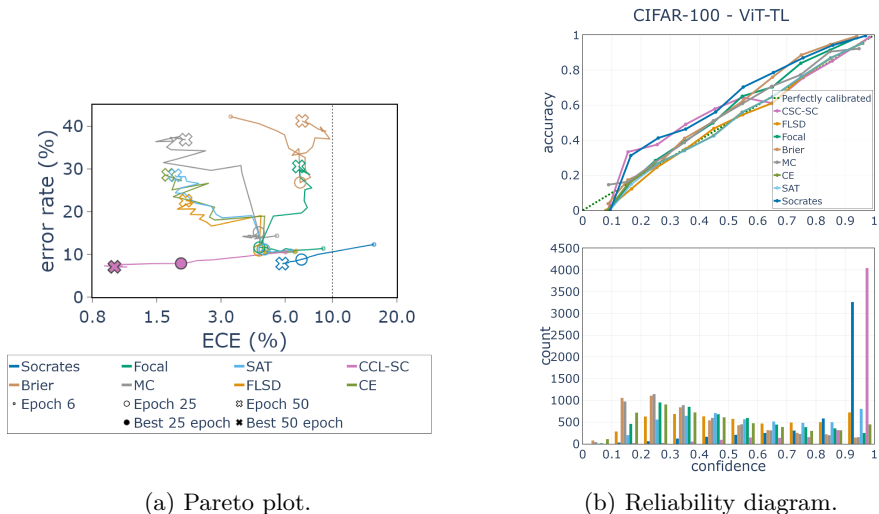 CIFAR-100 - ViT-TL
error rate (%)
40
30
20
10
0
0.8 1.5 3.0 6.0 10.0 20.0
ECE (%)
Socrates Focal SAT CCL-SC
Brier MC FLSD CE
Epoch 6 Epoch 25 Epoch 50
Best 25 epoch Best 50 epoch
accuracy
1
0.8
0.6
0.4
0.2
0
0 0.1 0.2 0.3 0.4 0.5 0.6 0.7 0.8 0.9 1
Perfectly calibrated
CSC-SC
FLSD
Focal
Brier
MC
CE
SAT
Socrates
count
4500
4000
3500
3000
2500
2000
1500
1000
500
0
0 0.1 0.2 0.3 0.4 0.5 0.6 0.7 0.8 0.9 1
confidence
(a) Pareto plot.
(b) Reliability diagram.